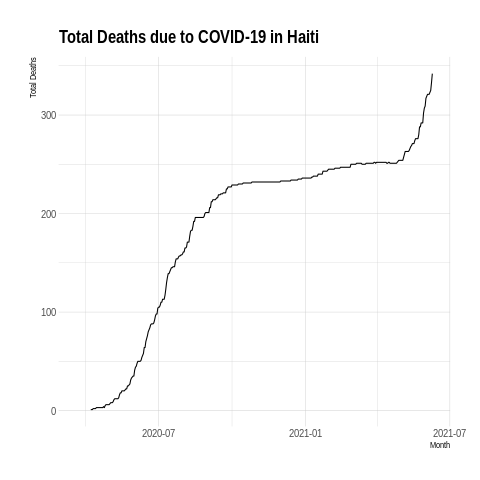 Total Deaths due to COVID-19 in Haiti
Total Deaths
300
200
100
0
2020-07 2021-01 2021-07
Month